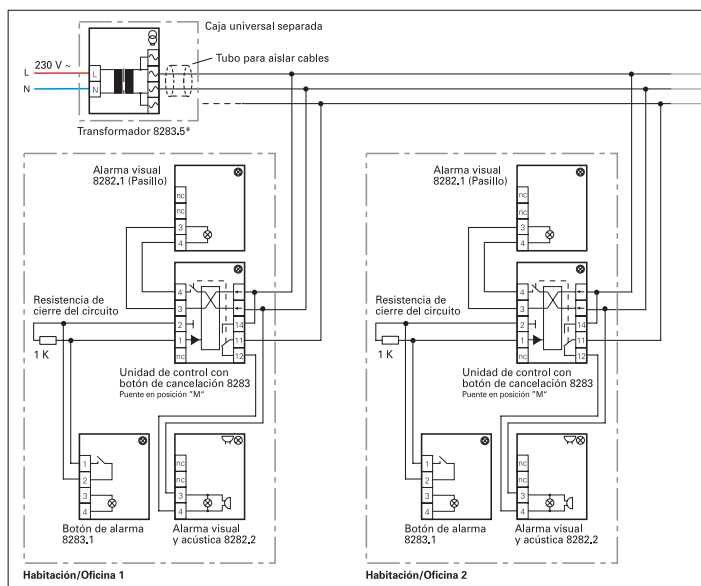 Caja universal separada
230 V ~
L
N
L
N
Tubo para aislar cables
Transformador 8283.5*
Alarma visual
8282.1 (Pasillo)
nc
nc
3
4
Resistencia de
cierre del circuito
1 K
4
3
2
1
nc
14
11
12
Unidad de control con
botón de cancelación 8283
Puente en posición "M"
1
2
3
4
Botón de alarma
8283.1
nc
nc
3
4
Alarma visual
y acústica 8282.2
Habitación/Oficina 1
Alarma visual
8282.1 (Pasillo)
nc
nc
3
4
Resistencia de
cierre del circuito
1 K
4
3
2
1
nc
14
11
12
Unidad de control con
botón de cancelación 8283
Puente en posición "M"
1
2
3
4
Botón de alarma
8283.1
nc
nc
3
4
Alarma visual
y acústica 8282.2
Habitación/Oficina 2